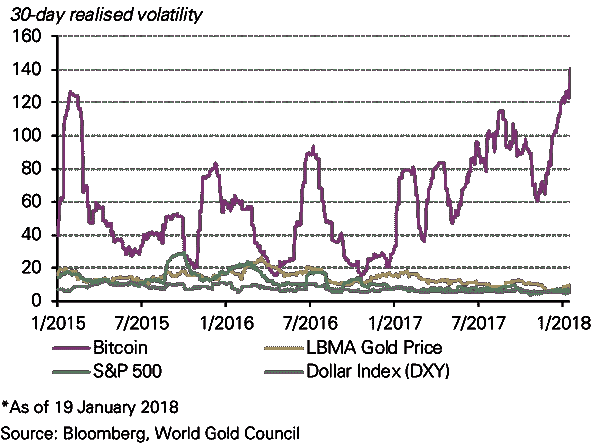 30-day realised volatility
160
140
120
100
80
60
40
20
0
1/2015 7/2015 1/2016 7/2016 1/2017 7/2017 1/2018
Bitcoin LBMA Gold Price
S&P 500 Dollar Index (DXY)
*As of 19 January 2018
Source: Bloomberg, World Gold Council